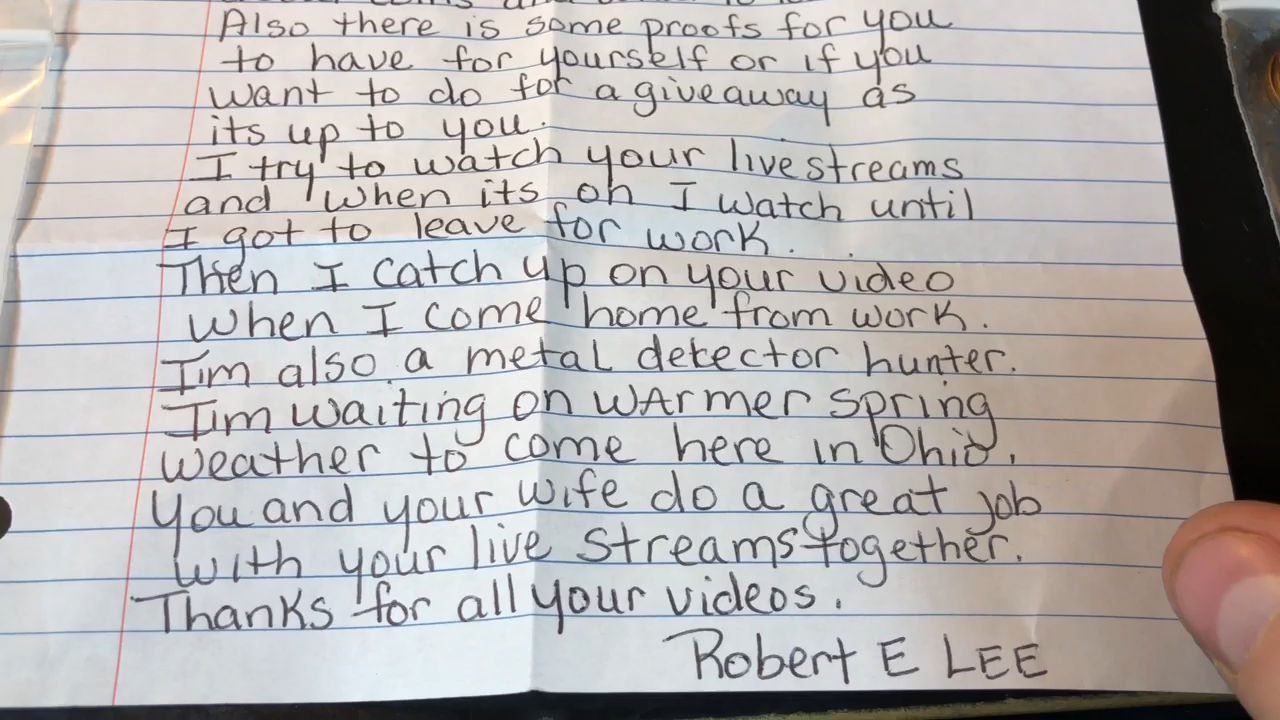 Also there is some proofs for you
to have for yourself or if you
want to do for a giveaway as
its up to you.
I try to watch your livestreams
and when its on I watch until
I got to leave for work.
Then I catch up on your video
when I come home from work.
I'm also a metal detector hunter.
I'm waiting on warmer spring
weather to come here in Ohio.
You and your wife do a great job
with your live streams together.
Thanks for all your videos.
Robert E LEE